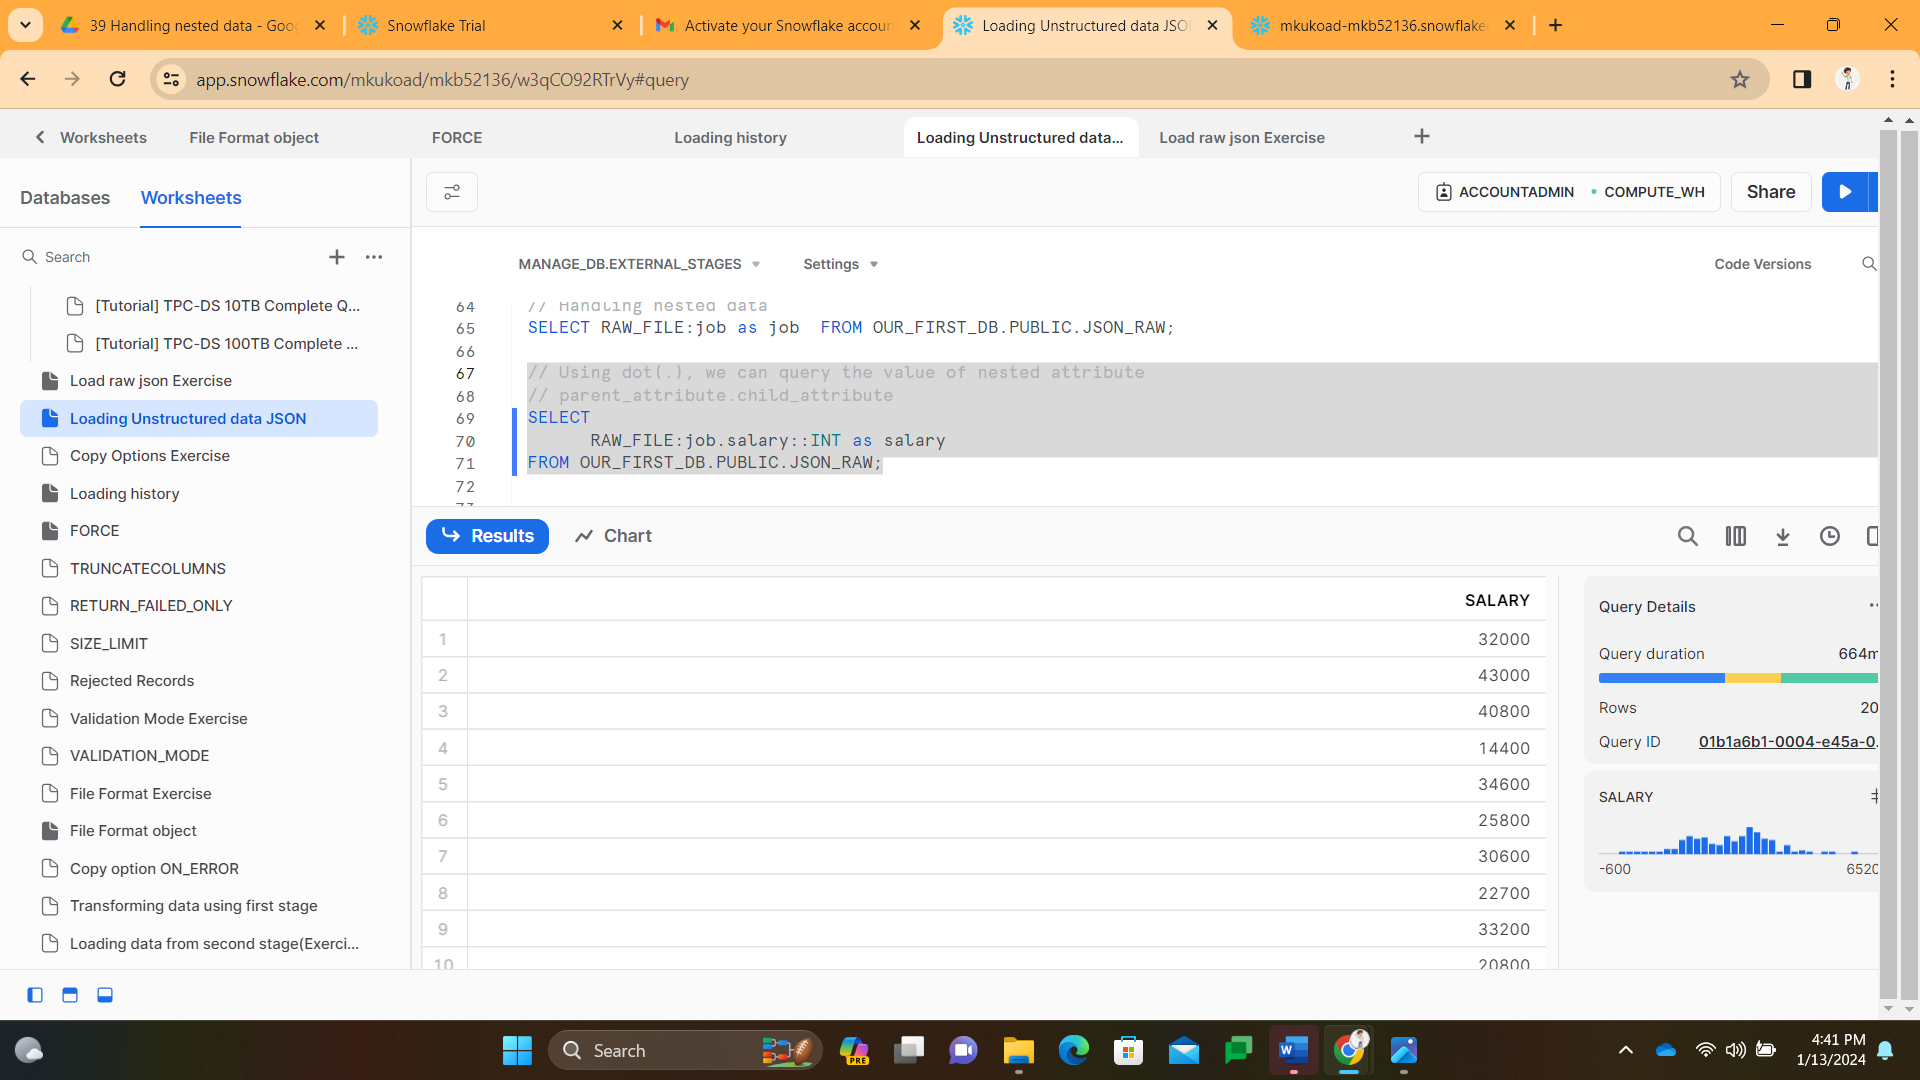 39 Handling nested data - Goo
Snowflake Trial
Activate your Snowflake accoun
Loading Unstructured data JSO
mkukoad-mkb52136.snowflake
app.snowflake.com/mkukoad/mkb52136/w3qCO92RTrVy#query
Worksheets
File Format object
FORCE
Loading history
Loading Unstructured data...
Load raw json Exercise
Databases
Worksheets
ACCOUNTADMIN
COMPUTE_WH
Share
Search
MANAGE_DB.EXTERNAL_STAGES
Settings
Code Versions
[Tutorial] TPC-DS 10TB Complete Q...
[Tutorial] TPC-DS 100TB Complete ...
Load raw json Exercise
Loading Unstructured data JSON
Copy Options Exercise
Loading history
FORCE
TRUNCATECOLUMNS
RETURN_FAILED_ONLY
SIZE_LIMIT
Rejected Records
Validation Mode Exercise
VALIDATION_MODE
File Format Exercise
File Format object
Copy option ON_ERROR
Transforming data using first stage
Loading data from second stage(Exerci...
64 // Handling nested data
65 SELECT RAW_FILE:job as job FROM OUR_FIRST_DB.PUBLIC.JSON_RAW;
66
67 // Using dot(.), we can query the value of nested attribute
68 // parent_attribute.child_attribute
69 SELECT
70 RAW_FILE:job.salary::INT as salary
71 FROM OUR_FIRST_DB.PUBLIC.JSON_RAW;
72
Results
Chart
SALARY
1 32000
2 43000
3 40800
4 14400
5 34600
6 25800
7 30600
8 22700
9 33200
10 20800
Query Details
Query duration 664m
Rows 20
Query ID 01b1a6b1-0004-e45a-0.
SALARY
-600 6520
Search
PRE
4:41 PM
1/13/2024